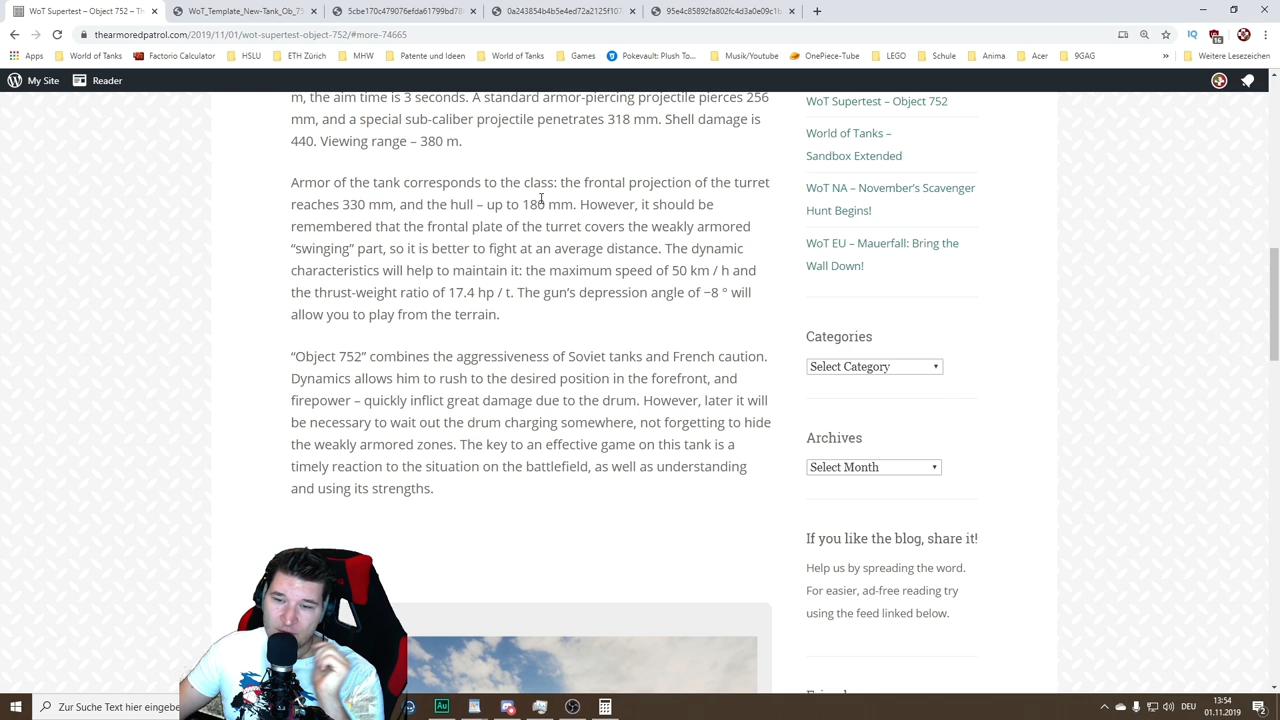 WoT Supertest – Object 752 – Th
WoT_Template_New-Tank_Ob_75
5cbe170c479076efda61799bd78
0a243854b4b5e4ed72a2125f107
95e4c85892fa802fc4d3a0e09c1b
thearmoredpatrol.com/2019/11/01/wot-supertest-object-752/#more-74665
Apps World of Tanks Factorio Calculator HSLU ETH Zürich MHW Patente und Ideen World of Tanks Games Pokevault: Plush To... Musik/Youtube OnePiece-Tube LEGO Schule Anima Acer 9GAG » Weitere Lesezeichen
My Site Reader
m, the aim time is 3 seconds. A standard armor-piercing projectile pierces 256
mm, and a special sub-caliber projectile penetrates 318 mm. Shell damage is
440. Viewing range – 380 m.
Armor of the tank corresponds to the class: the frontal projection of the turret
reaches 330 mm, and the hull – up to 180 mm. However, it should be
remembered that the frontal plate of the turret covers the weakly armored
“swinging” part, so it is better to fight at an average distance. The dynamic
characteristics will help to maintain it: the maximum speed of 50 km / h and
the thrust-weight ratio of 17.4 hp / t. The gun’s depression angle of −8 ° will
allow you to play from the terrain.
“Object 752” combines the aggressiveness of Soviet tanks and French caution.
Dynamics allows him to rush to the desired position in the forefront, and
firepower – quickly inflict great damage due to the drum. However, later it will
be necessary to wait out the drum charging somewhere, not forgetting to hide
the weakly armored zones. The key to an effective game on this tank is a
timely reaction to the situation on the battlefield, as well as understanding
and using its strengths.
WoT Supertest – Object 752
World of Tanks –
Sandbox Extended
WoT NA – November’s Scavenger
Hunt Begins!
WoT EU – Mauerfall: Bring the
Wall Down!
Categories
Select Category
Archives
Select Month
If you like the blog, share it!
Help us by spreading the word.
For easier, ad-free reading try
using the feed linked below.
Zur Suche Text hier eingebe
Au
DEU
13:54
01.11.2019
2